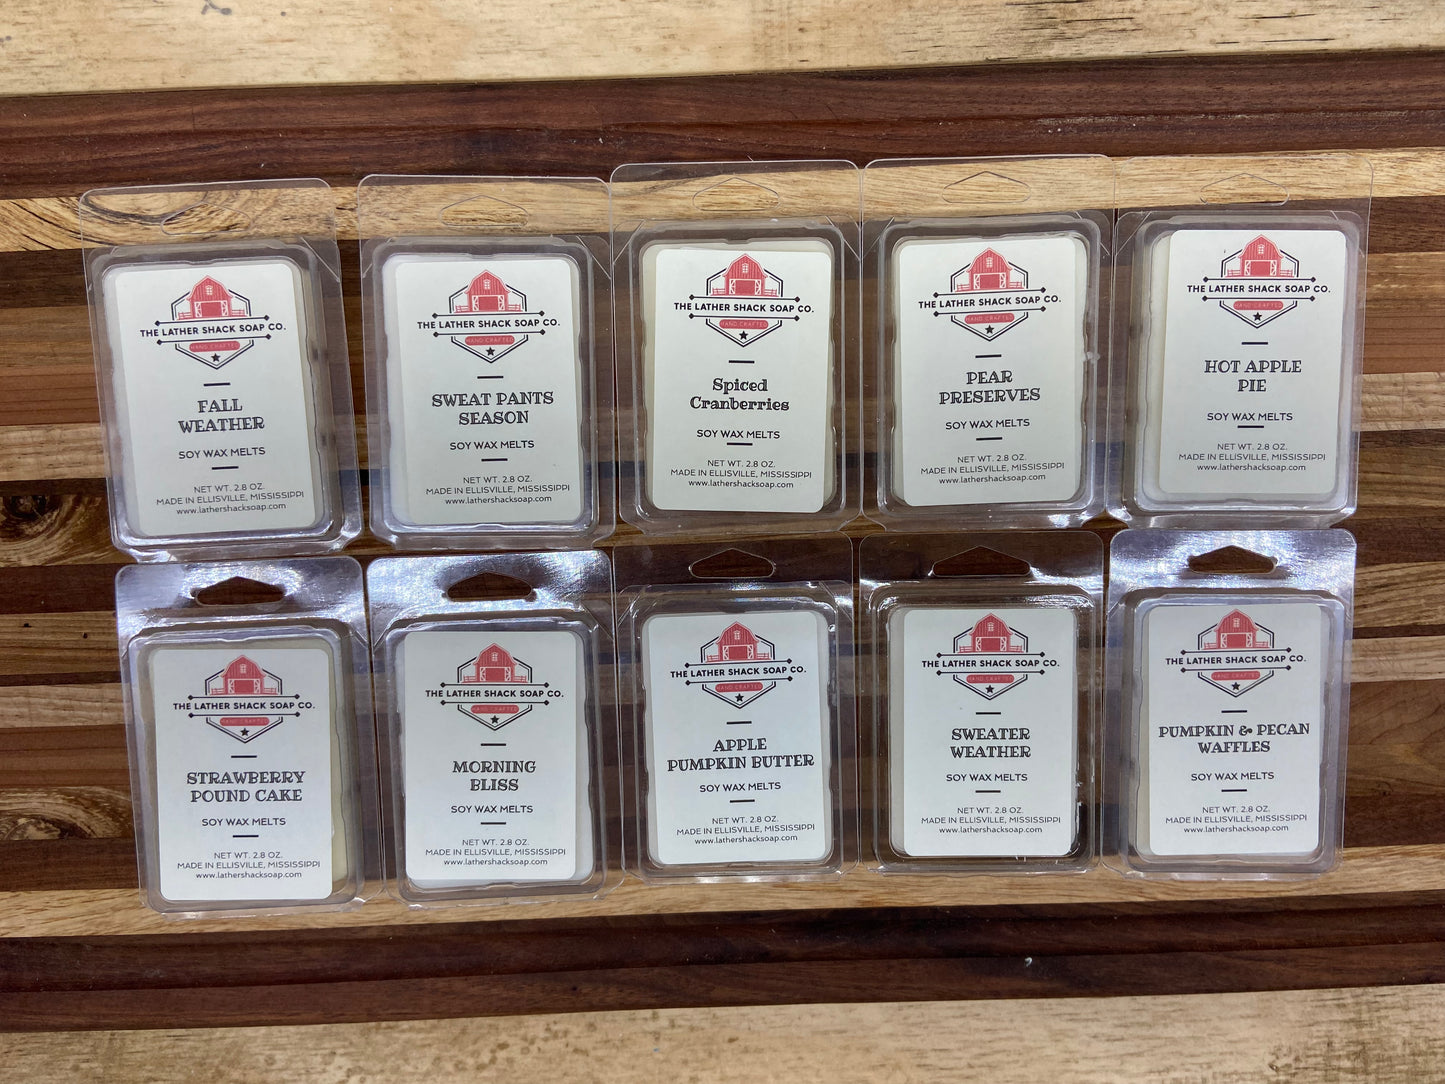 THE LATHER SHACK SOAP CO.
HAND CRAFTED
FALL
WEATHER
SOY WAX MELTS
NET WT. 2.8 OZ.
MADE IN ELLISVILLE, MISSISSIPPI
www.lathershacksoap.com
THE LATHER SHACK SOAP CO.
HAND CRAFTED
SWEAT PANTS
SEASON
SOY WAX MELTS
NET WT. 2.8 OZ.
MADE IN ELLISVILLE, MISSISSIPPI
www.lathershacksoap.com
THE LATHER SHACK SOAP CO.
HAND CRAFTED
Spiced
Cranberries
SOY WAX MELTS
NET WT. 2.8 OZ.
MADE IN ELLISVILLE, MISSISSIPPI
www.lathershacksoap.com
THE LATHER SHACK SOAP CO.
HAND CRAFTED
PEAR
PRESERVES
SOY WAX MELTS
NET WT. 2.8 OZ.
MADE IN ELLISVILLE, MISSISSIPPI
www.lathershacksoap.com
THE LATHER SHACK SOAP CO.
HAND CRAFTED
HOT APPLE
PIE
SOY WAX MELTS
NET WT. 2.8 OZ.
MADE IN ELLISVILLE, MISSISSIPPI
www.lathershacksoap.com
THE LATHER SHACK SOAP CO.
HAND CRAFTED
STRAWBERRY
POUND CAKE
SOY WAX MELTS
NET WT. 2.8 OZ.
MADE IN ELLISVILLE, MISSISSIPPI
www.lathershacksoap.com
THE LATHER SHACK SOAP CO.
HAND CRAFTED
MORNING
BLISS
SOY WAX MELTS
NET WT. 2.8 OZ.
MADE IN ELLISVILLE, MISSISSIPPI
www.lathershacksoap.com
THE LATHER SHACK SOAP CO.
HAND CRAFTED
APPLE
PUMPKIN BUTTER
SOY WAX MELTS
NET WT. 2.8 OZ.
MADE IN ELLISVILLE, MISSISSIPPI
www.lathershacksoap.com
THE LATHER SHACK SOAP CO.
HAND CRAFTED
SWEATER
WEATHER
SOY WAX MELTS
NET WT. 2.8 OZ.
MADE IN ELLISVILLE, MISSISSIPPI
www.lathershacksoap.com
THE LATHER SHACK SOAP CO.
HAND CRAFTED
PUMPKIN & PECAN
WAFFLES
SOY WAX MELTS
NET WT. 2.8 OZ.
MADE IN ELLISVILLE, MISSISSIPPI
www.lathershacksoap.com